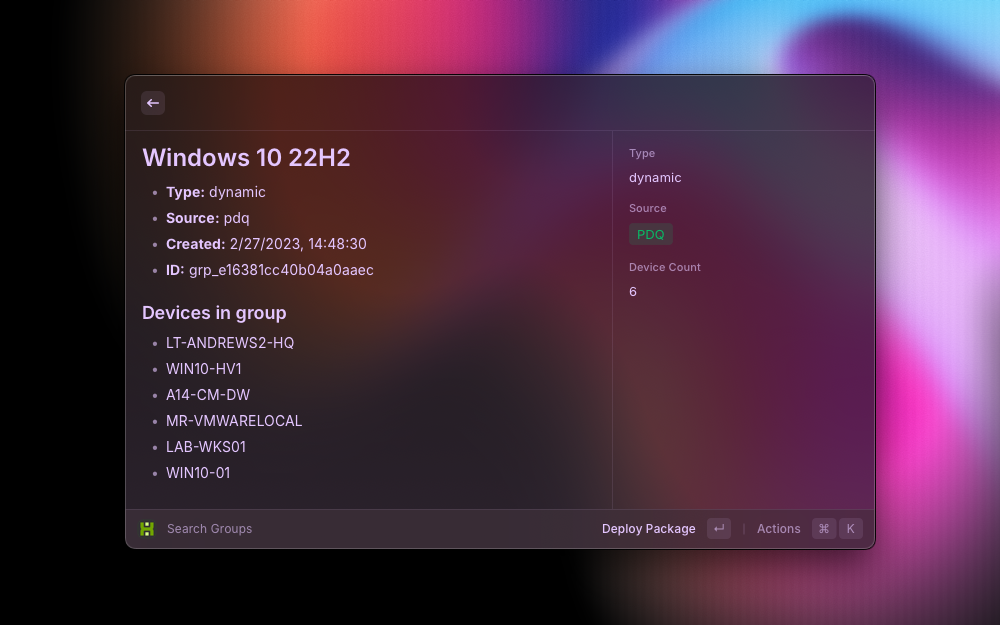 Windows 10 22H2
Type: dynamic
Source: pdq
Created: 2/27/2023, 14:48:30
ID: grp_e16381cc40b04a0aaec
Devices in group
LT-ANDREWS2-HQ
WIN10-HV1
A14-CM-DW
MR-VMWARELOCAL
LAB-WKS01
WIN10-01
Type
dynamic
Source
PDQ
Device Count
6
Search Groups
Deploy Package ↵ | Actions ⌘ K